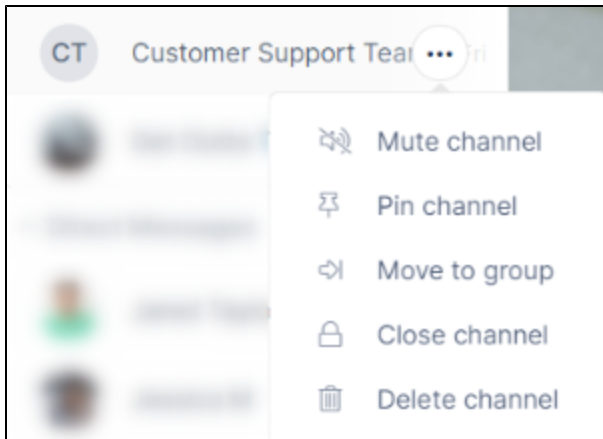 CT Customer Support Tea
Mute channel
Pin channel
Move to group
Close channel
Delete channel